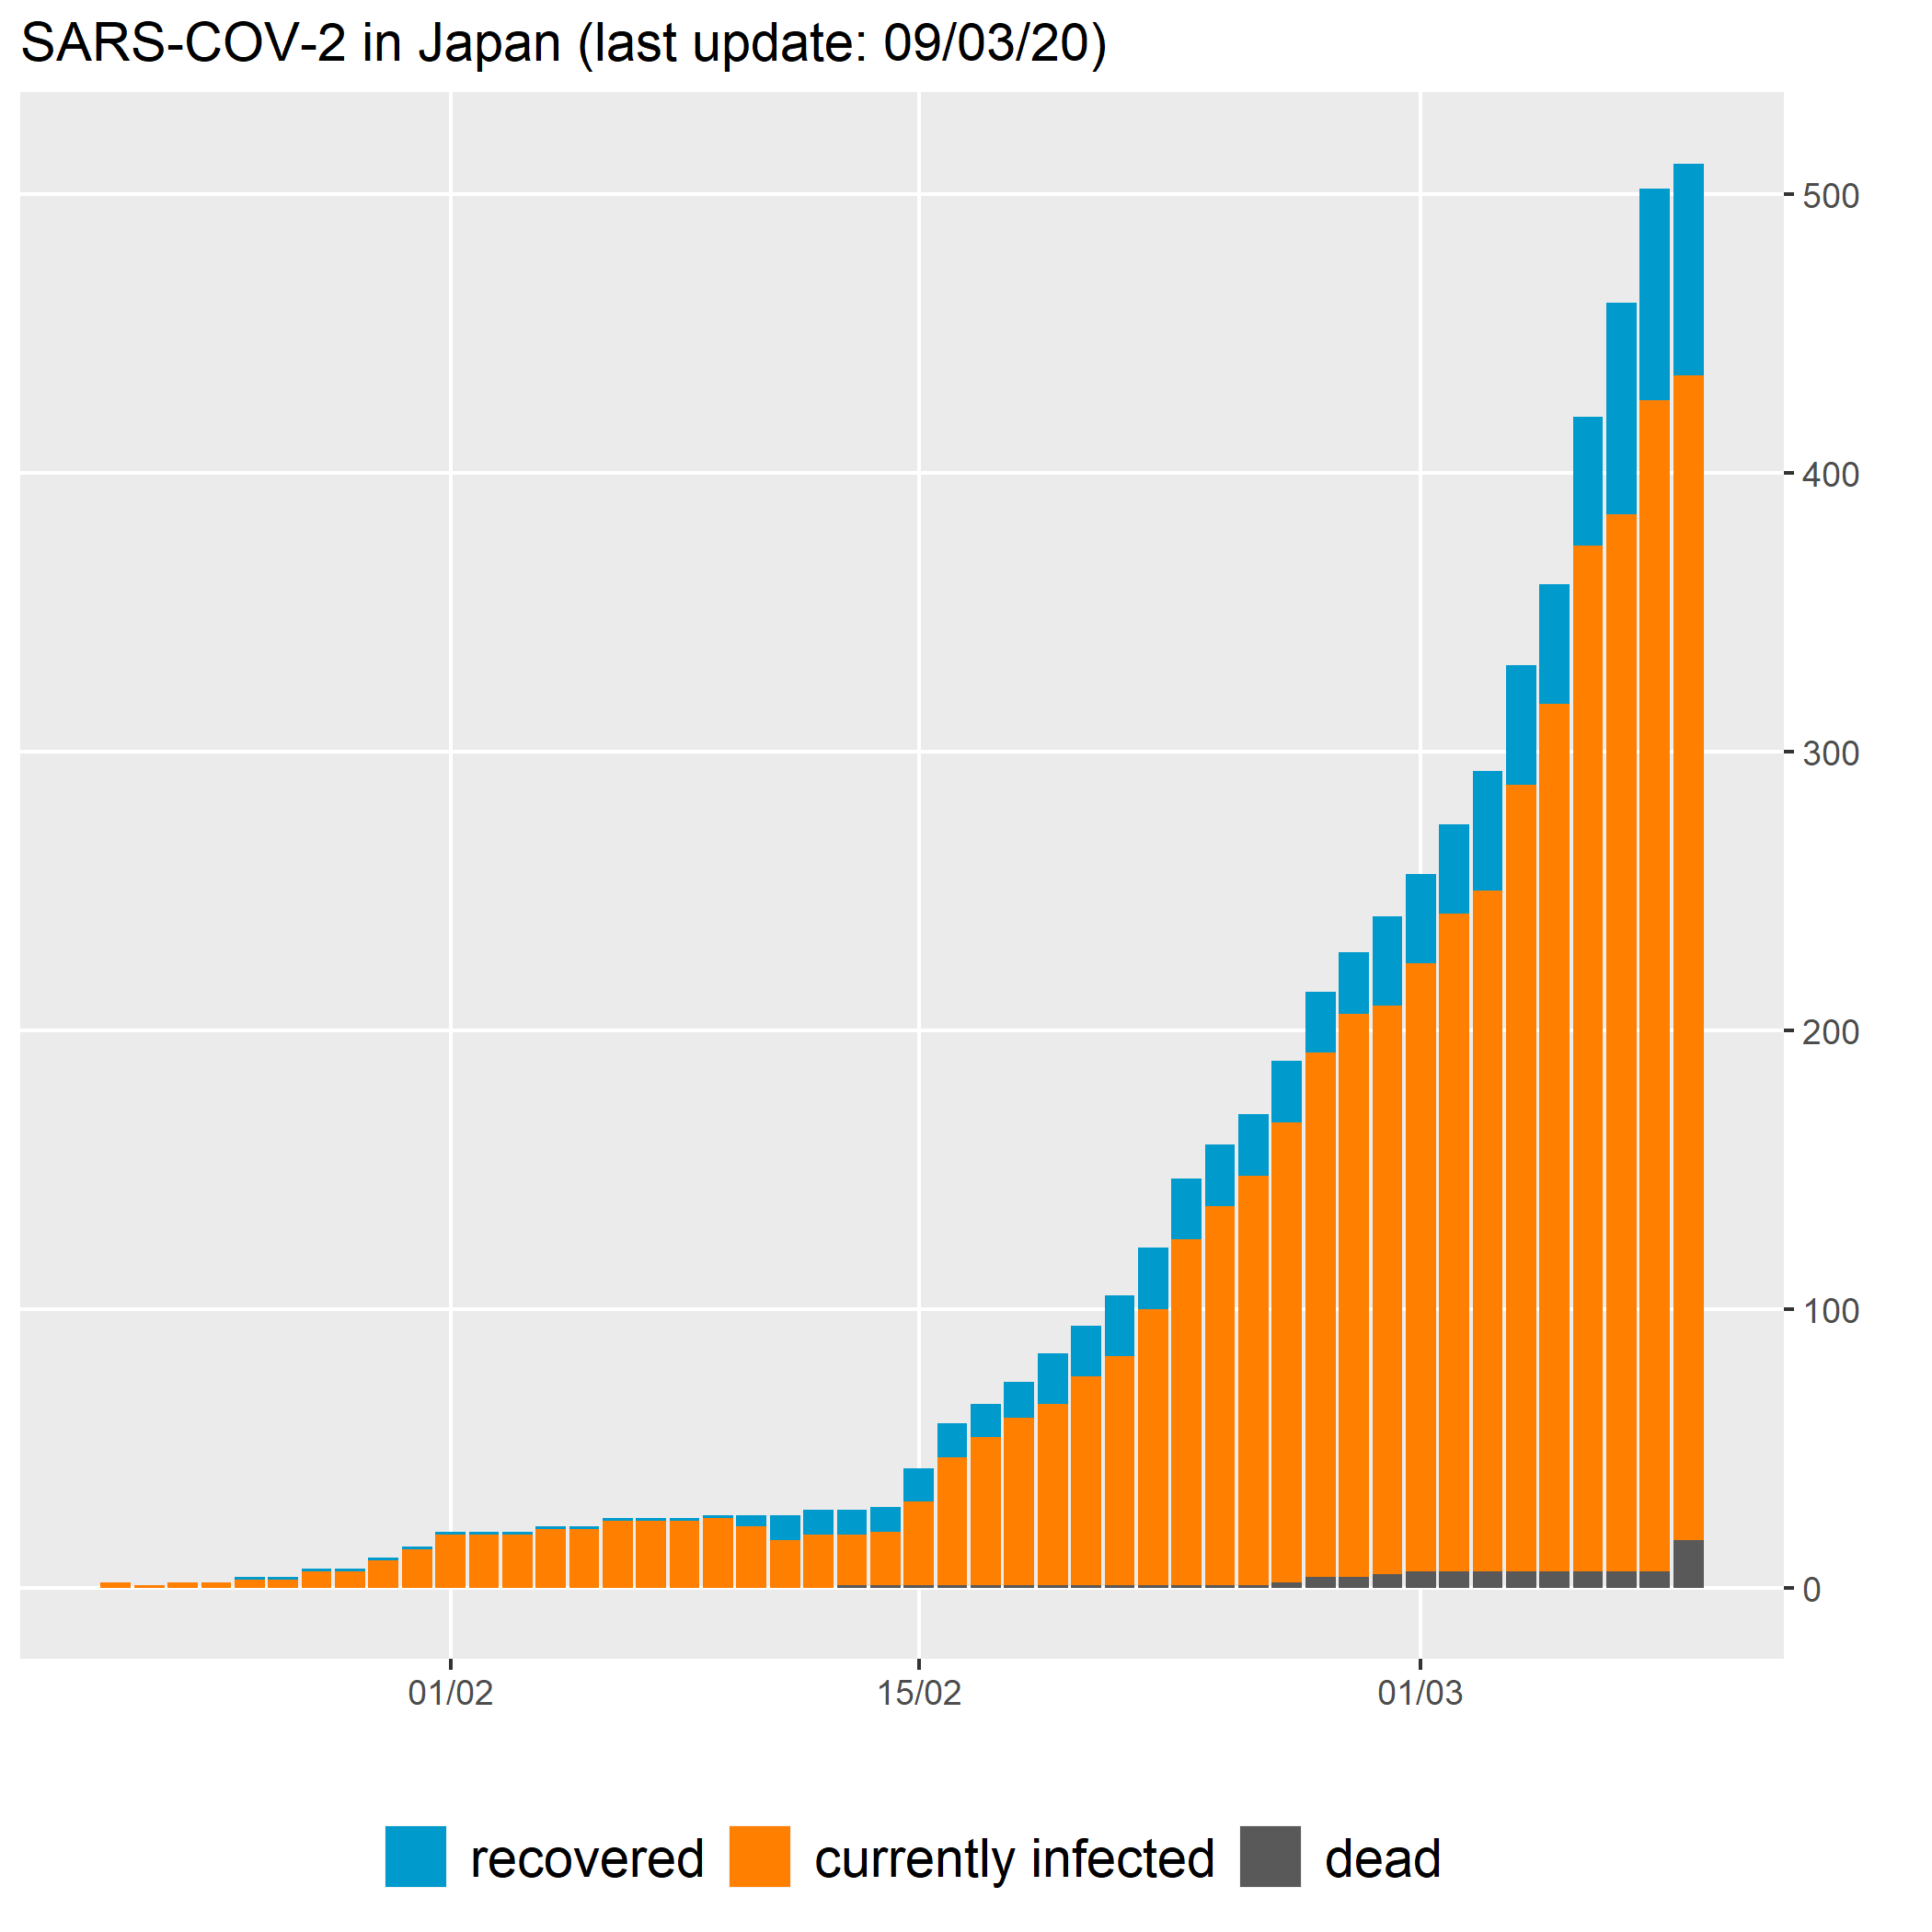 SARS-COV-2 in Japan (last update: 09/03/20)
500
400
300
200
100
0
01/02 15/02 01/03
recovered currently infected dead